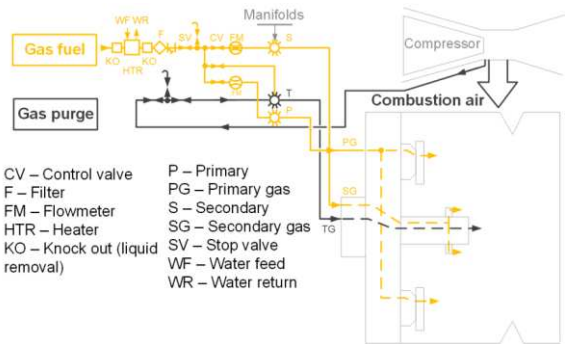 Manifolds
WF WR
Gas fuel
F
SV
CV
FM
S
Compressor
KO
KO
HTR
FM
T
Gas purge
Combustion air
P
PG
CV – Control valve
F – Filter
FM – Flowmeter
HTR – Heater
KO – Knock out (liquid
removal)
P – Primary
PG – Primary gas
S – Secondary
SG – Secondary gas
SV – Stop valve
WF – Water feed
WR – Water return
SG
TG